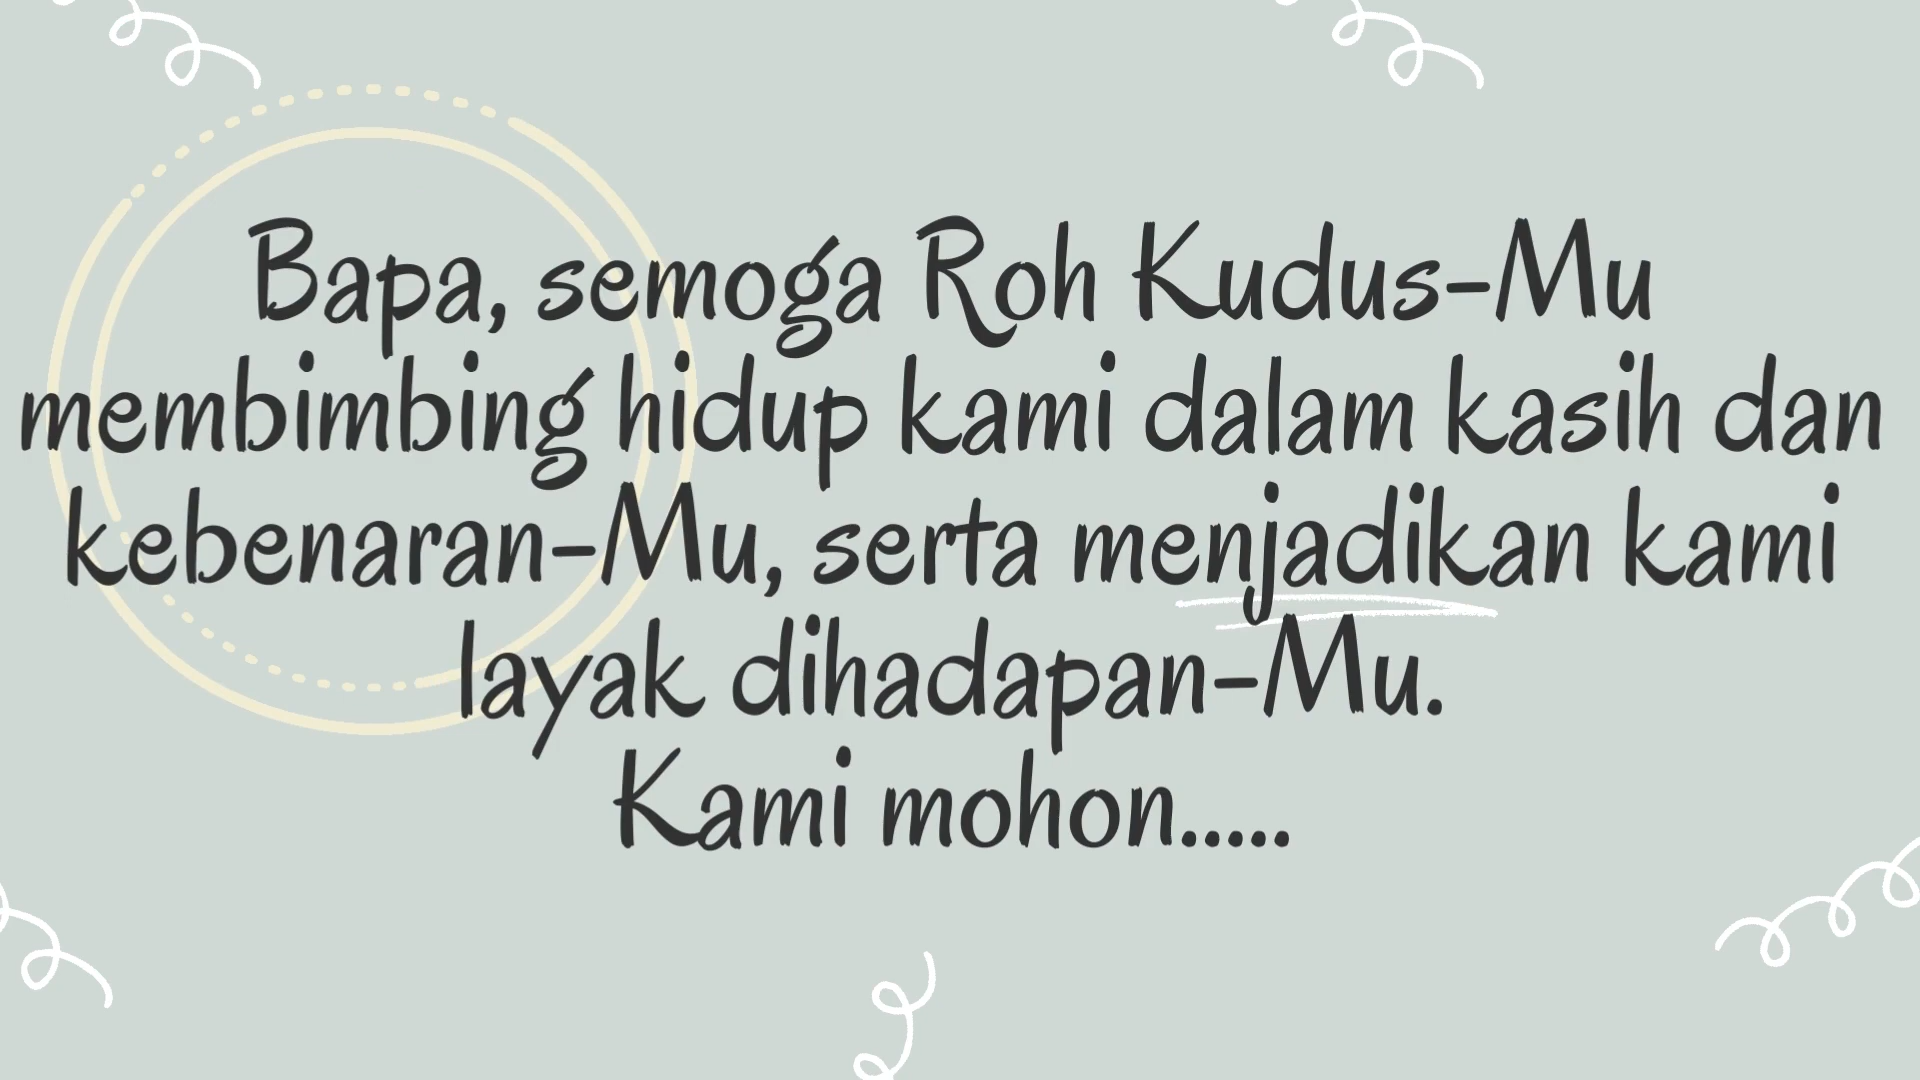 Bapa, semoga Roh Kudus-Mu
membimbing hidup kami dalam kasih dan
kebenaran-Mu, serta menjadikan kami
layak dihadapan-Mu.
Kami mohon.....